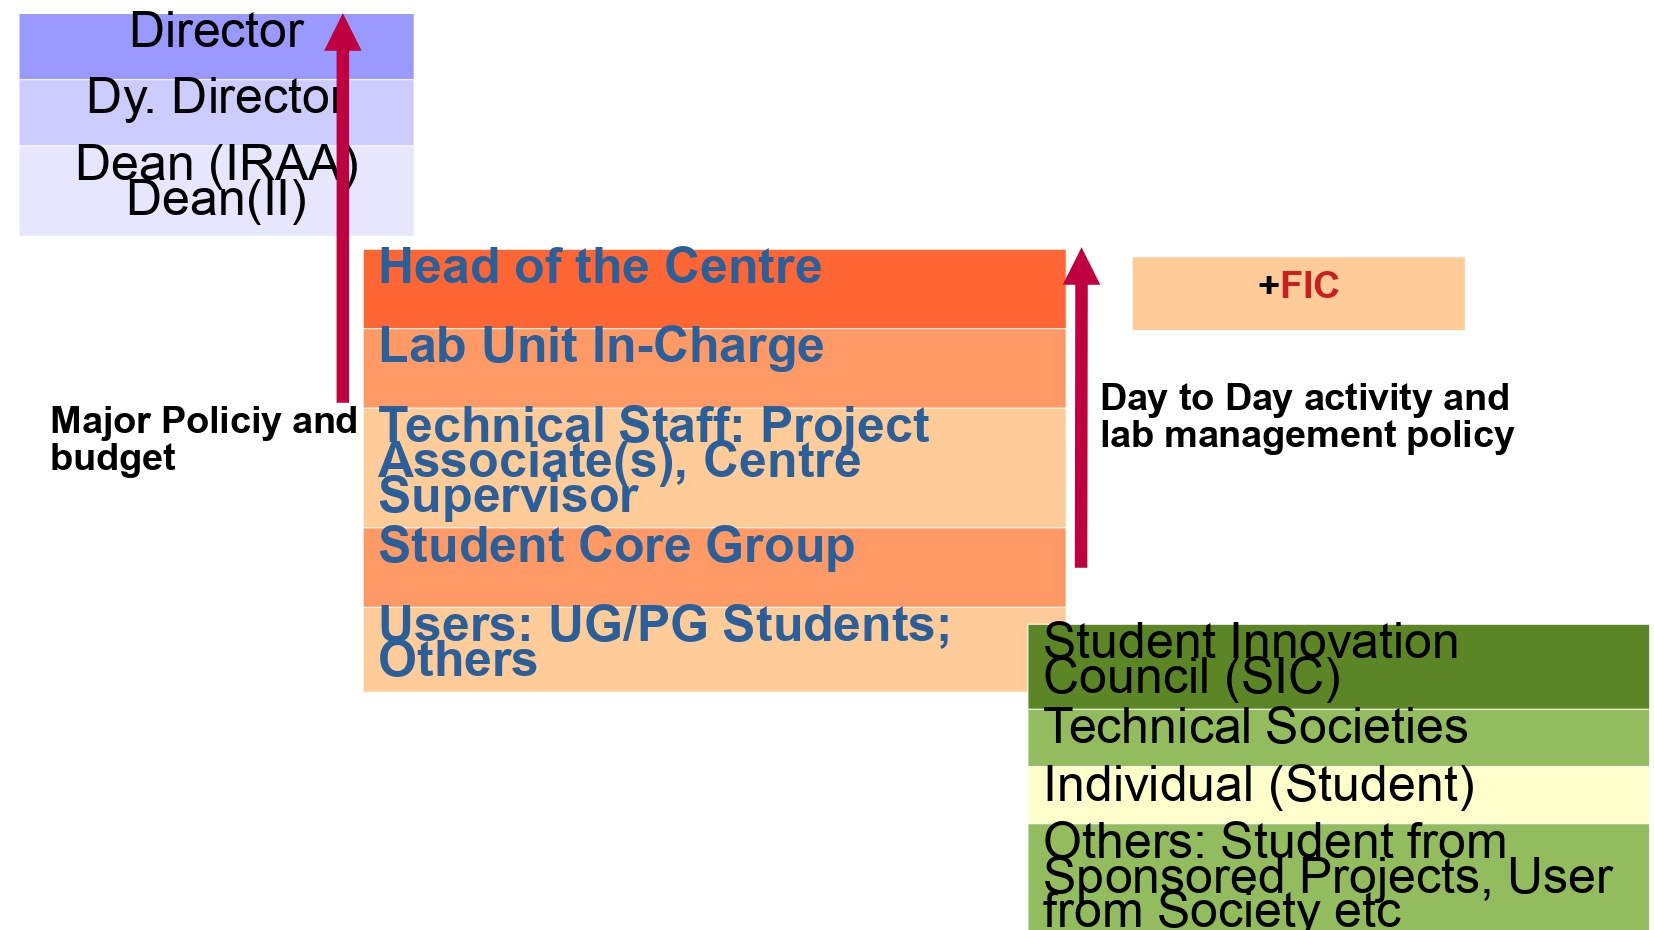 Director
Dy. Director
Dean (IRAA)
Dean(II)
Head of the Centre
Lab Unit In-Charge
Technical Staff: Project
Associate(s), Centre
Supervisor
Student Core Group
Users: UG/PG Students;
Others
+FIC
Major Policiy and
budget
Day to Day activity and
lab management policy
Student Innovation
Council (SIC)
Technical Societies
Individual (Student)
Others: Student from
Sponsored Projects, User
from Society etc